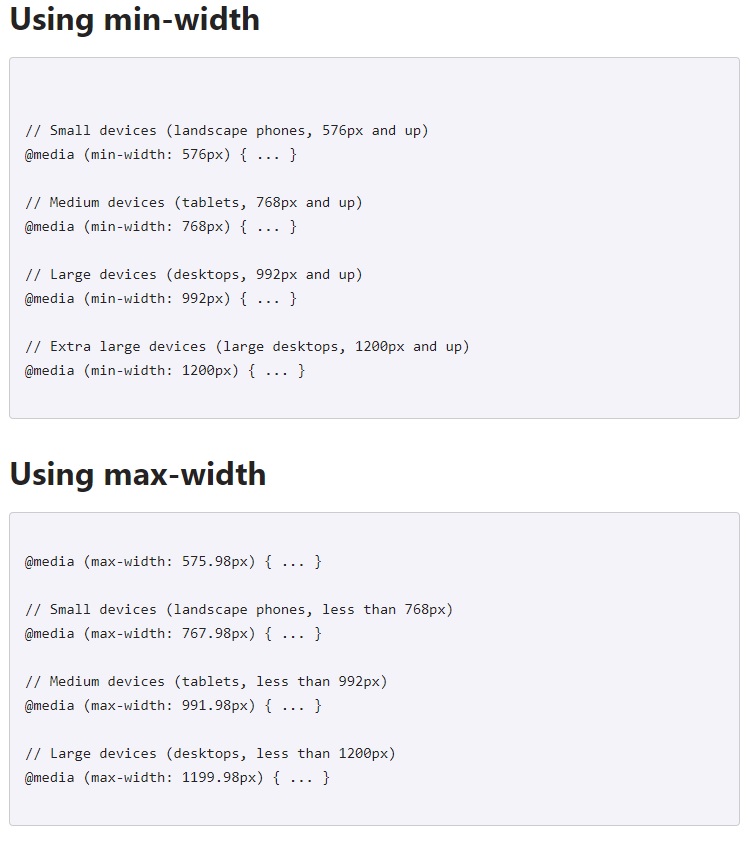 Using min-width
// Small devices (landscape phones, 576px and up)
@media (min-width: 576px) { ... }
// Medium devices (tablets, 768px and up)
@media (min-width: 768px) { ... }
// Large devices (desktops, 992px and up)
@media (min-width: 992px) { ... }
// Extra large devices (large desktops, 1200px and up)
@media (min-width: 1200px) { ... }
Using max-width
@media (max-width: 575.98px) { ... }
// Small devices (landscape phones, less than 768px)
@media (max-width: 767.98px) { ... }
// Medium devices (tablets, less than 992px)
@media (max-width: 991.98px) { ... }
// Large devices (desktops, less than 1200px)
@media (max-width: 1199.98px) { ... }